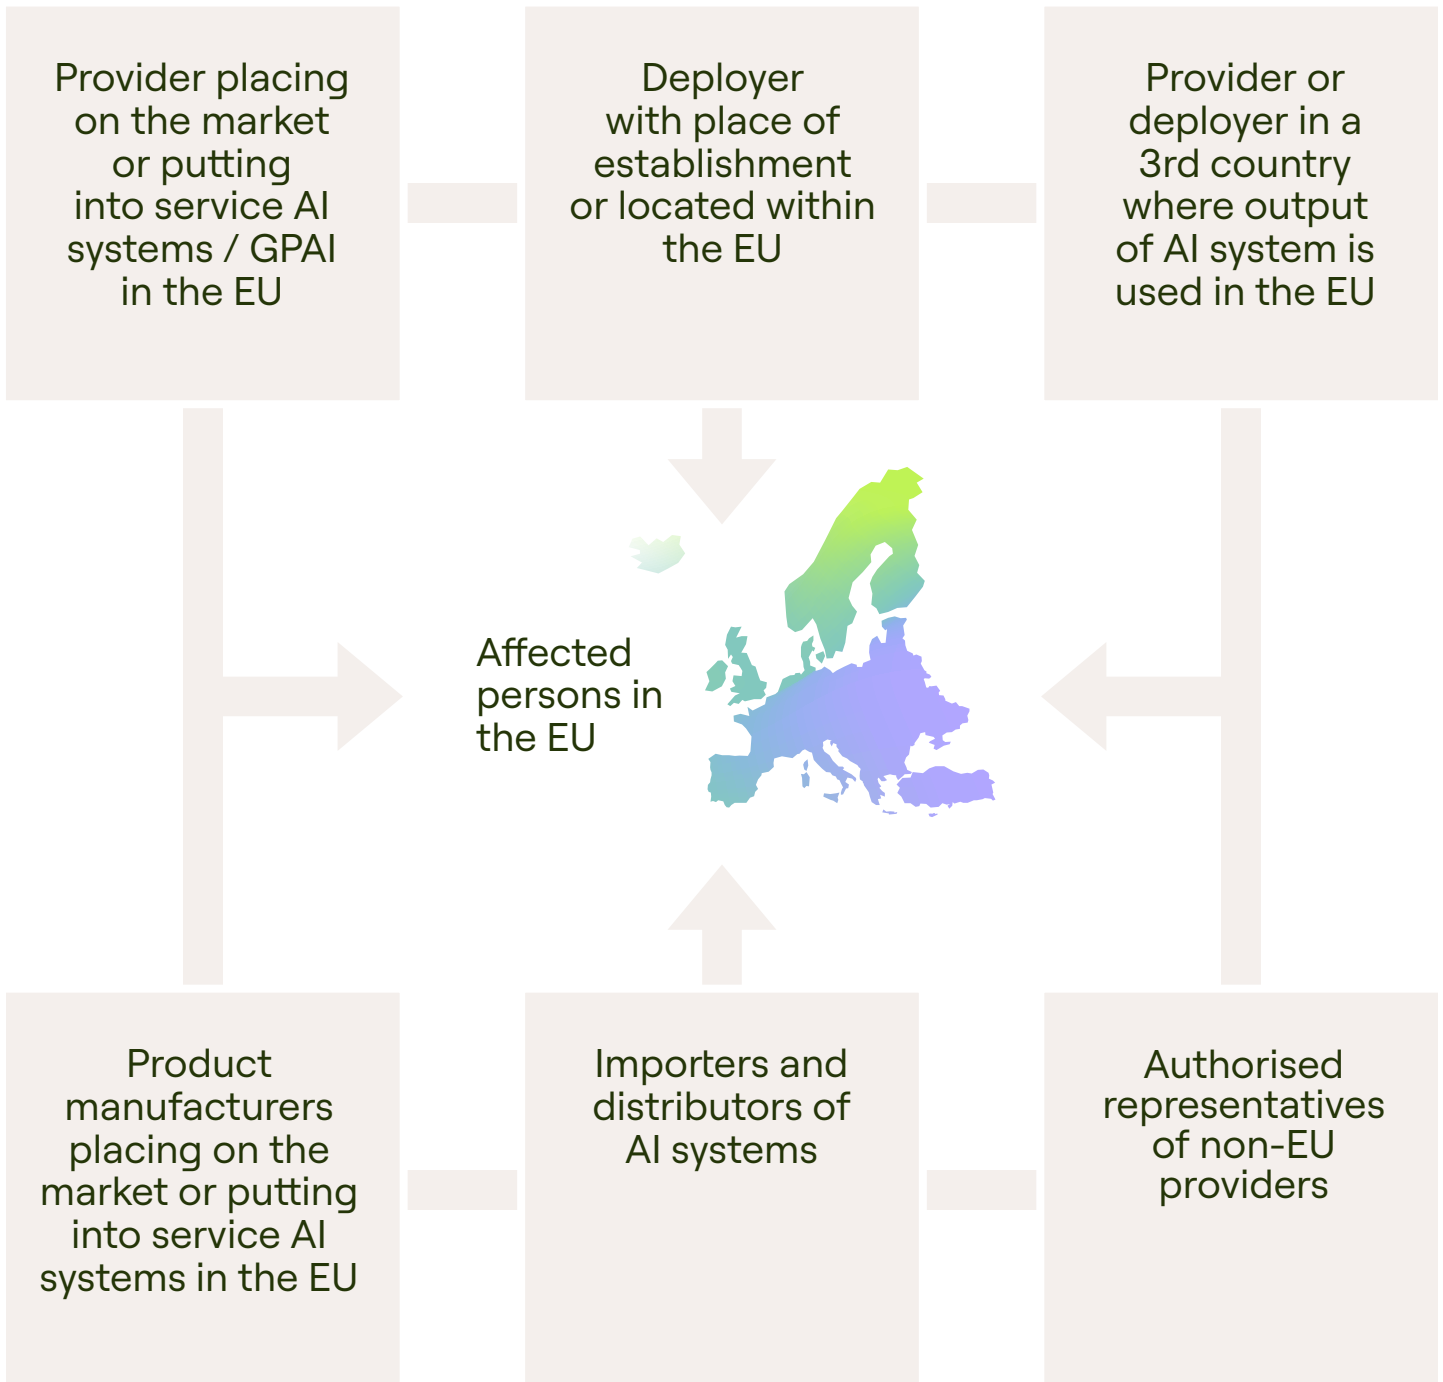 Provider placing
on the market
or putting
into service AI
systems / GPAI
in the EU
Deployer
with place of
establishment
or located within
the EU
Provider or
deployer in a
3rd country
where output
of AI system is
used in the EU
Affected
persons in
the EU
Product
manufacturers
placing on the
market or putting
into service AI
systems in the EU
Importers and
distributors of
AI systems
Authorised
representatives
of non-EU
providers